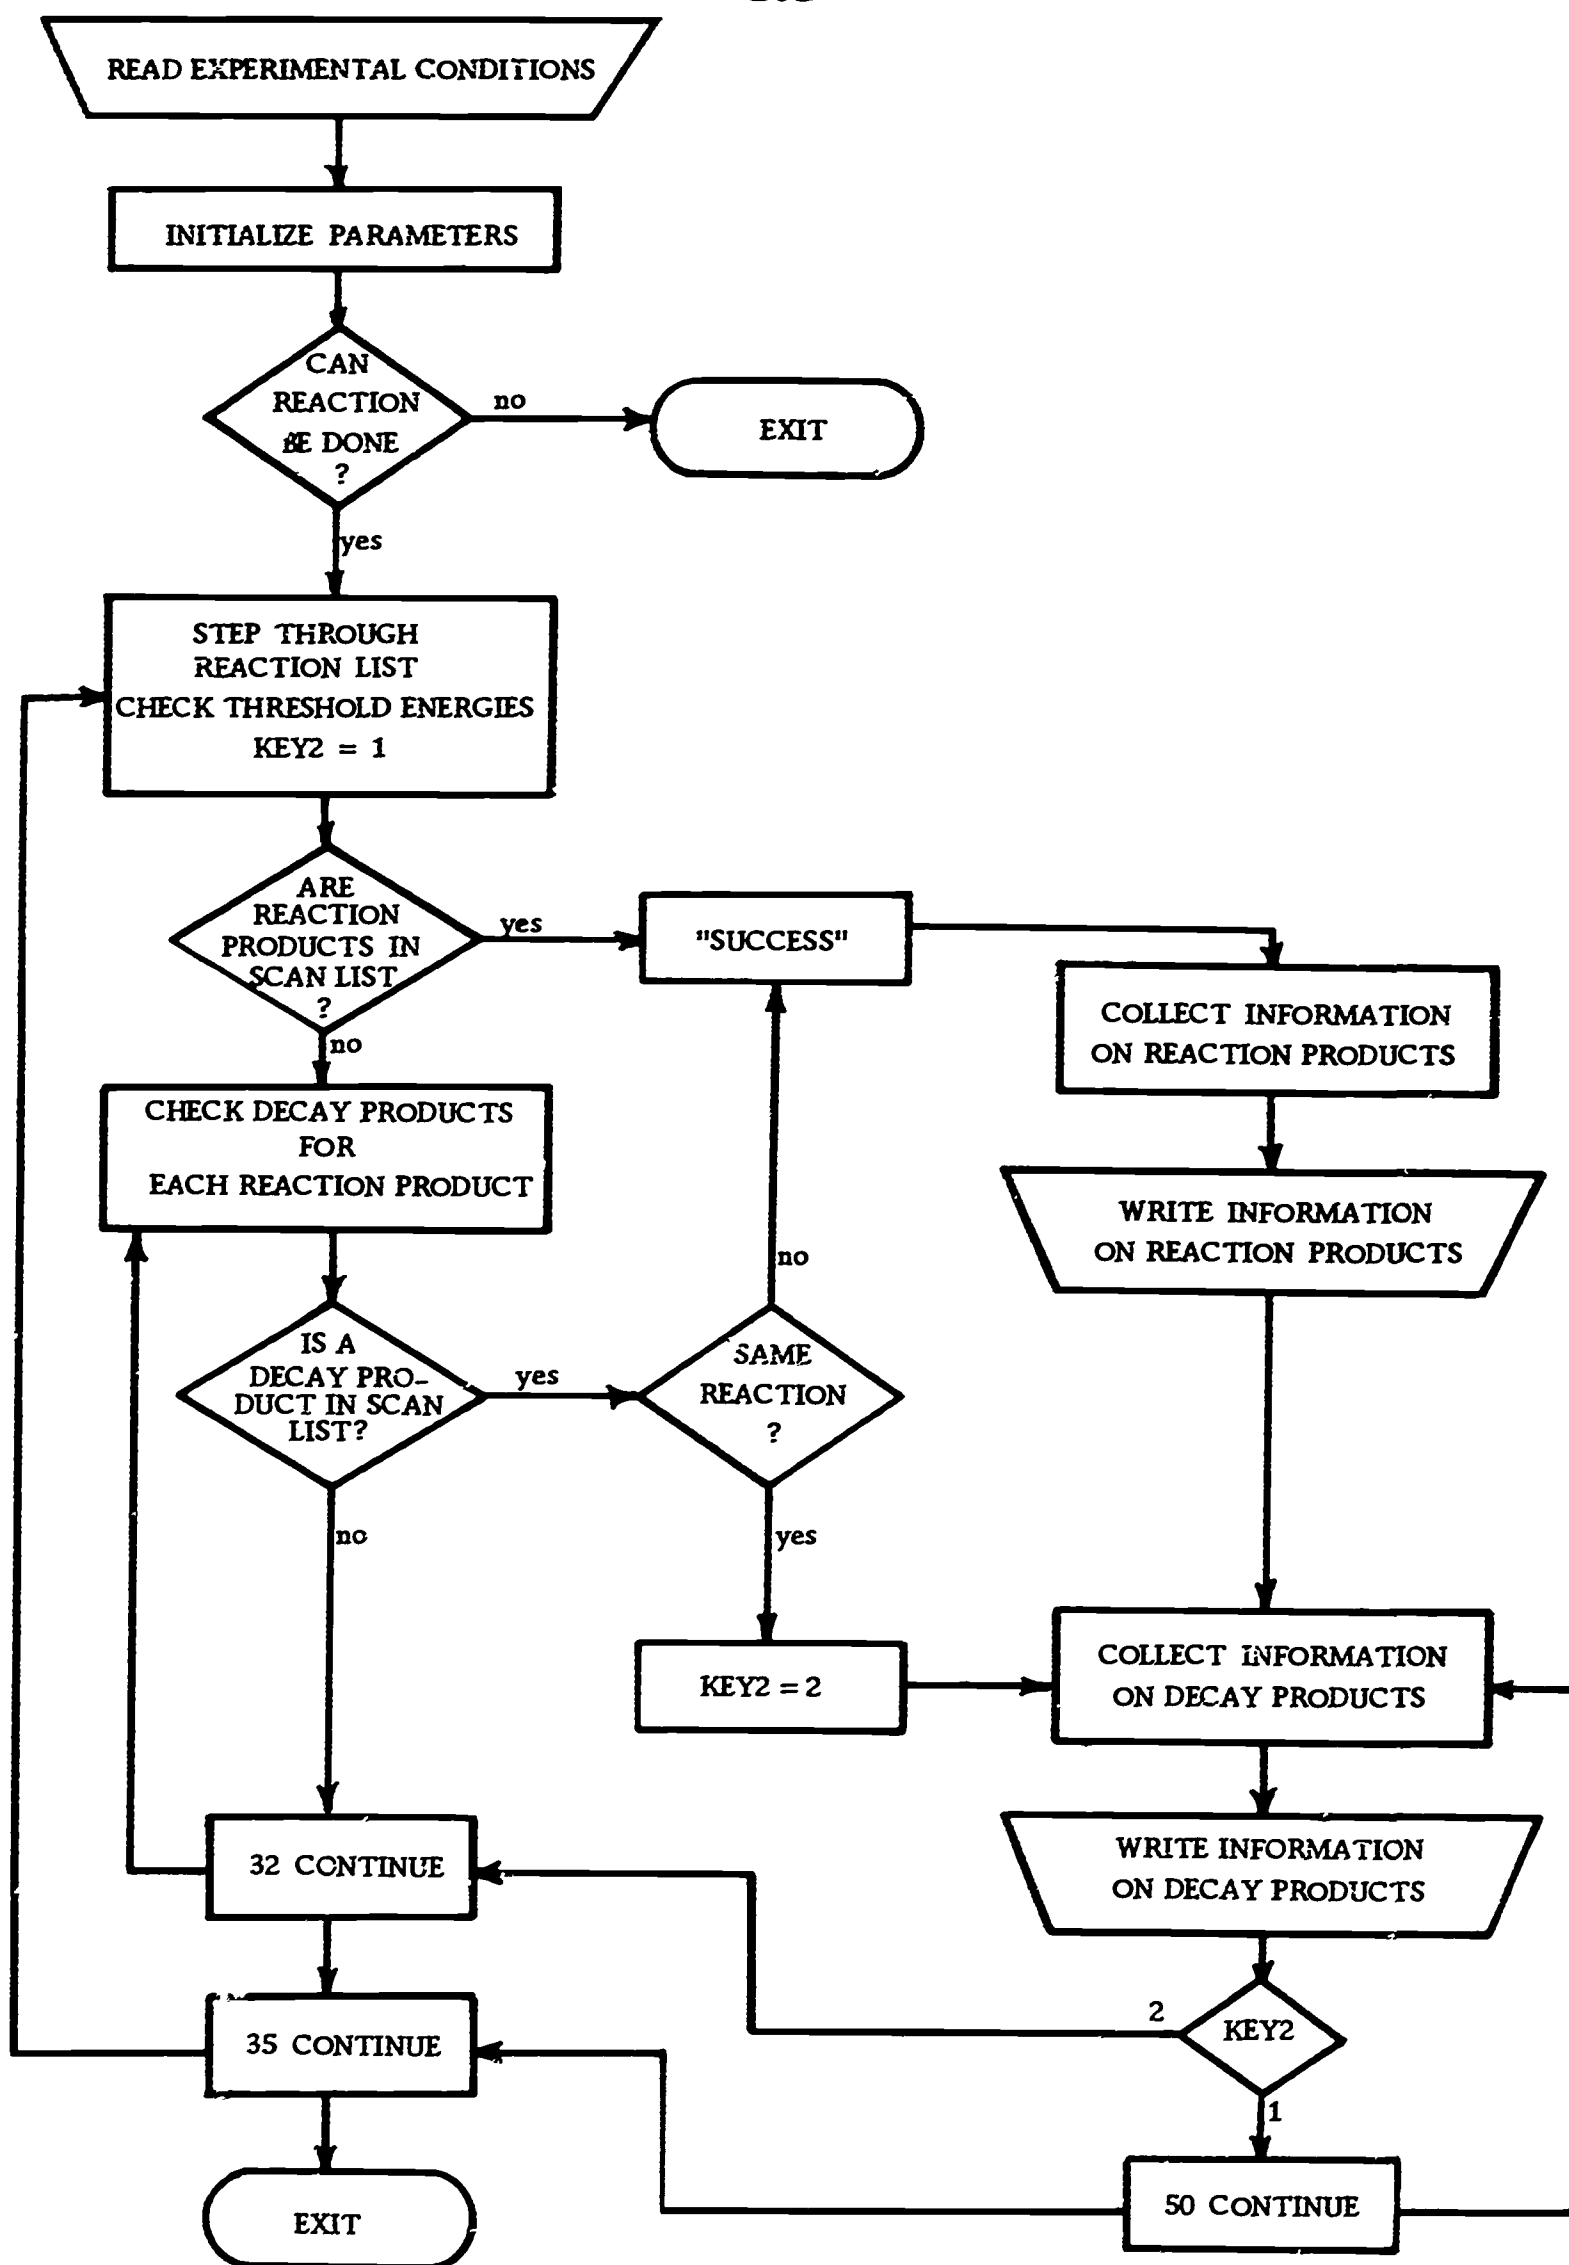 READ EXPERIMENTAL CONDITIONS
INITIALIZE PARAMETERS
CAN
REACTION
BE DONE
?
no
EXIT
yes
STEP THROUGH
REACTION LIST
CHECK THRESHOLD ENERGIES
KEY2 = 1
ARE
REACTION
PRODUCTS IN
SCAN LIST
?
yes
"SUCCESS"
COLLECT INFORMATION
ON REACTION PRODUCTS
no
CHECK DECAY PRODUCTS
FOR
EACH REACTION PRODUCT
WRITE INFORMATION
ON REACTION PRODUCTS
no
IS A
DECAY PRO-
DUCT IN SCAN
LIST?
yes
SAME
REACTION
?
no
yes
KEY2 = 2
COLLECT INFORMATION
ON DECAY PRODUCTS
32 CONTINUE
WRITE INFORMATION
ON DECAY PRODUCTS
35 CONTINUE
2
KEY2
1
50 CONTINUE
EXIT